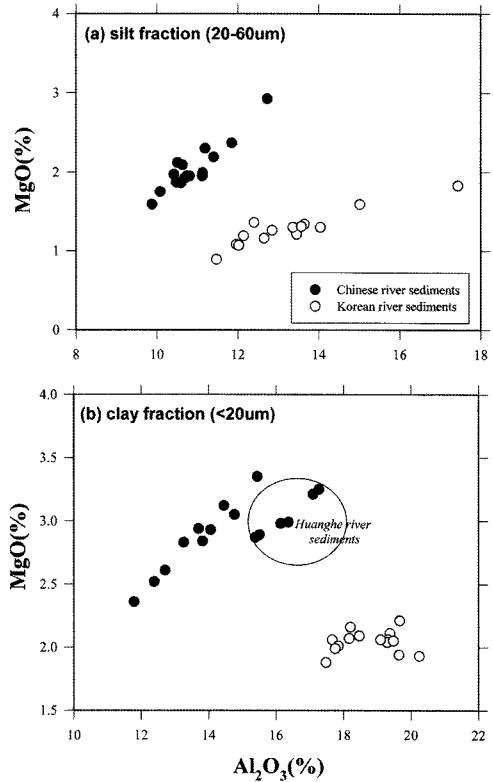 4
(a) silt fraction (20-60um)
3
MgO(%)
2
1
Chinese river sediments
Korean river sediments
0
8 10 12 14 16 18
4.0
(b) clay fraction (<20um)
3.5
MgO(%)
3.0
Huanghe river
sediments
2.5
2.0
1.5
10 12 14 16 18 20 22
Al₂O₃(%)